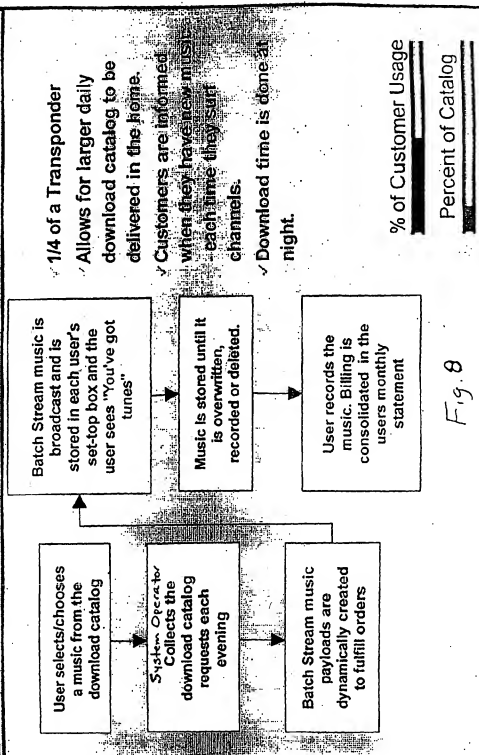 User selects/chooses
a music from the
download catalog
System Operator
Collects the
download catalog
requests each
evening
Batch Stream music
payloads are
dynamically created
to fulfill orders
Batch Stream music is
broadcast and is
stored in each user's
set-top box and the
user sees "You've got
tunes"
Music is stored until it
is overwritten,
recorded or deleted.
User records the
music. Billing is
consolidated in the
users monthly
statement
✓ 1/4 of a Transponder
✓ Allows for larger daily
download catalog to be
delivered in the home.
✓ Customers are informed
when they have new music
each time they surf
channels.
✓ Download time is done at
night.
% of Customer Usage
Percent of Catalog
Fig. 8